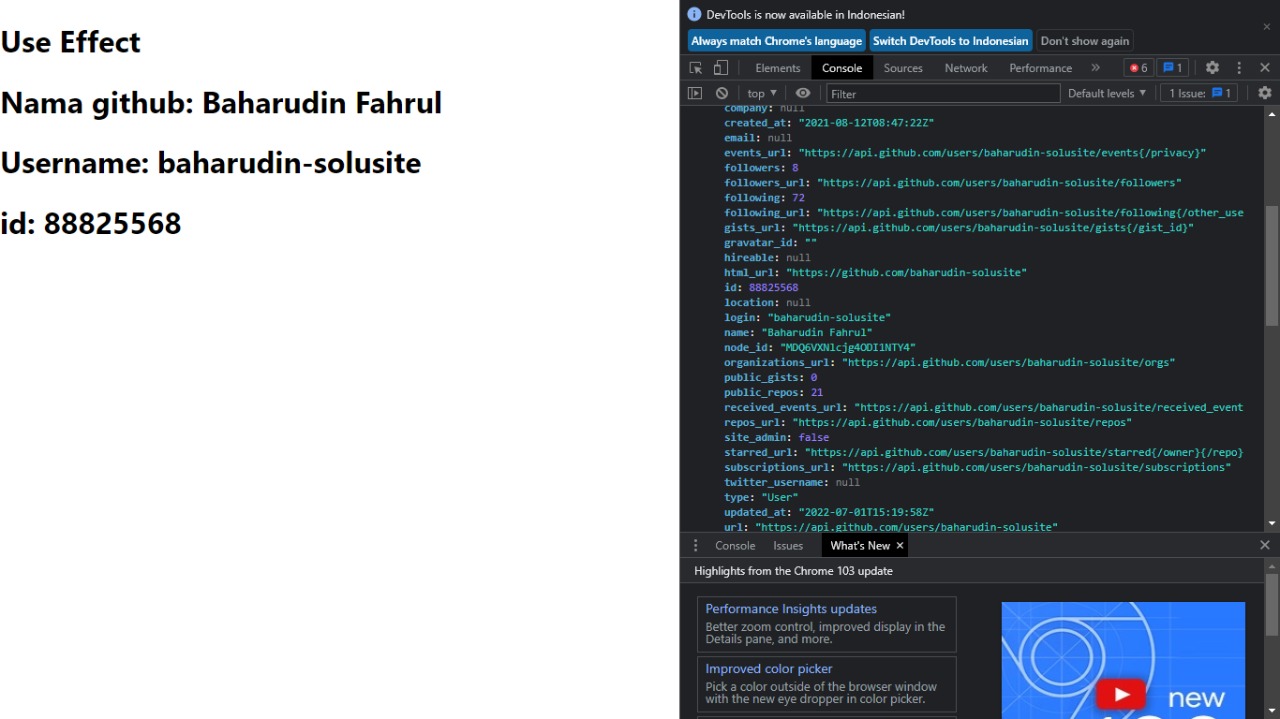 Use Effect
Nama github: Baharudin Fahrul
Username: baharudin-solusite
id: 88825568
DevTools is now available in Indonesian!
Always match Chrome's language Switch DevTools to Indonesian Don't show again
Elements Console Sources Network Performance 6 1
top Filter Default levels 1 Issue: 1
company: null
created_at: "2021-08-12T08:47:22Z"
email: null
events_url: "https://api.github.com/users/baharudin-solusite/events{/privacy}"
followers: 8
followers_url: "https://api.github.com/users/baharudin-solusite/followers"
following: 72
following_url: "https://api.github.com/users/baharudin-solusite/following{/other_use
gists_url: "https://api.github.com/users/baharudin-solusite/gists{/gist_id}"
gravatar_id: ""
hireable: null
html_url: "https://github.com/baharudin-solusite"
id: 88825568
location: null
login: "baharudin-solusite"
name: "Baharudin Fahrul"
node_id: "MDQ6VXNlcjg4ODI1NTY4"
organizations_url: "https://api.github.com/users/baharudin-solusite/orgs"
public_gists: 0
public_repos: 21
received_events_url: "https://api.github.com/users/baharudin-solusite/received_event
repos_url: "https://api.github.com/users/baharudin-solusite/repos"
site_admin: false
starred_url: "https://api.github.com/users/baharudin-solusite/starred{/owner}{/repo}
subscriptions_url: "https://api.github.com/users/baharudin-solusite/subscriptions"
twitter_username: null
type: "User"
updated_at: "2022-07-01T15:19:58Z"
url: "https://api.github.com/users/baharudin-solusite"
Console Issues What's New
Highlights from the Chrome 103 update
Performance Insights updates
Better zoom control, improved display in the
Details pane, and more.
Improved color picker
Pick a color outside of the browser window
with the new eye dropper in color picker.
new